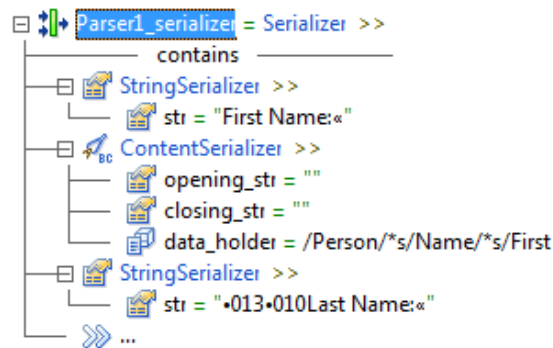 Parser1_serializer = Serializer >>
contains
StringSerializer >>
str = "First Name:«"
ContentSerializer >>
opening_str = ""
closing_str = ""
data_holder = /Person/*s/Name/*s/First
StringSerializer >>
str = "•013•010Last Name:«"
...